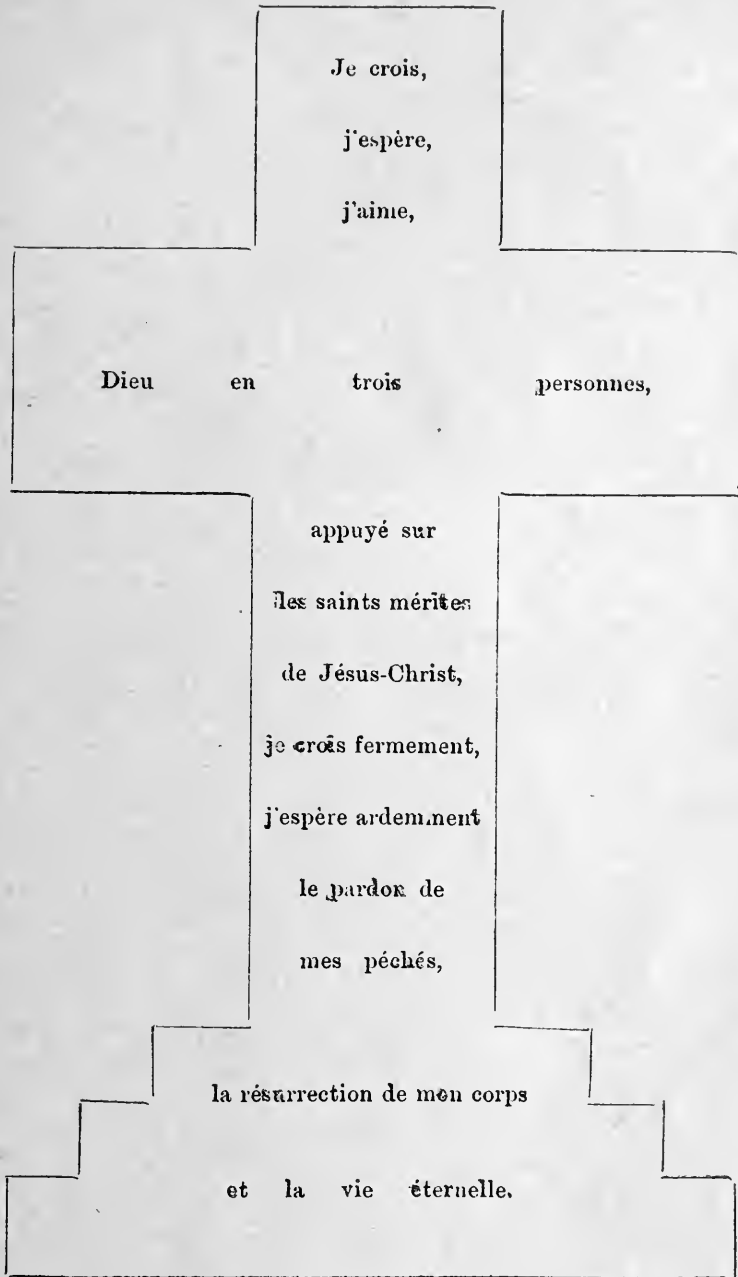 Je crois,
j'espère,
j'aime,
Dieu en trois personnes,
appuyé sur
les saints mérites
de Jésus-Christ,
je crois fermement,
j'espère ardemment
le pardon de
mes péchés,
la résurrection de mon corps
et la vie éternelle.